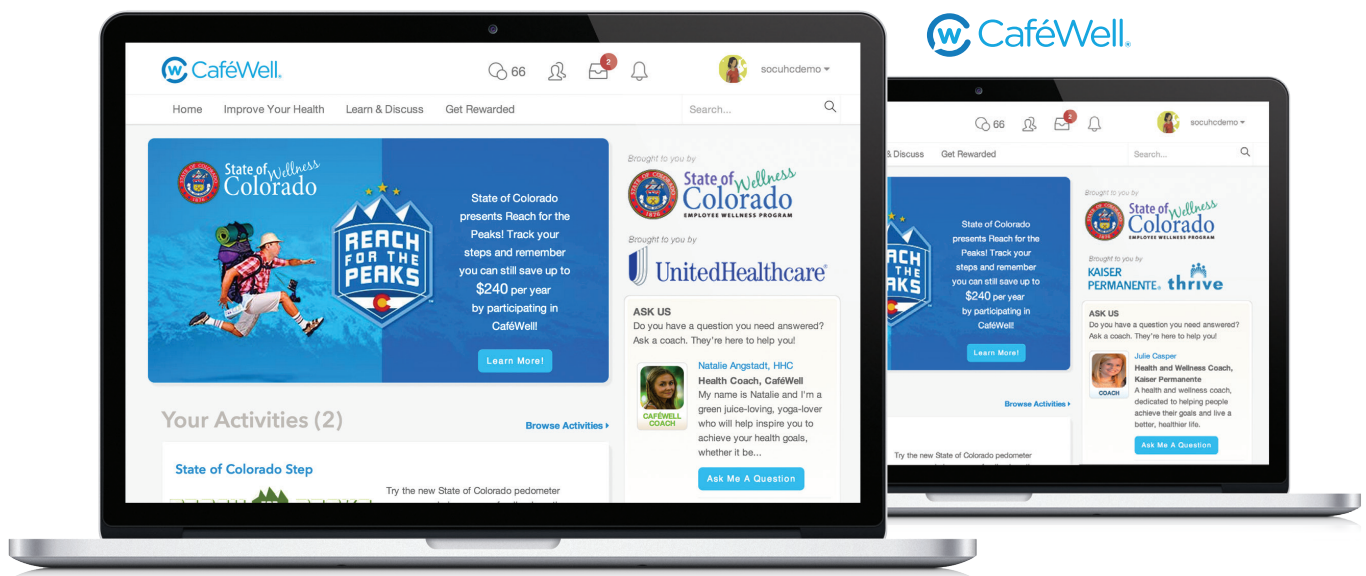 CaféWell®
66
2
socuhcdemo
Home
Improve Your Health
Learn & Discuss
Get Rewarded
Search...
State of Wellness
Colorado
STATE OF COLORADO
1876
REACH
FOR THE
PEAKS
State of Colorado
presents Reach for the
Peaks! Track your
steps and remember
you can still save up to
$240 per year
by participating in
CaféWell!
Learn More!
Brought to you by
State of Wellness
Colorado
EMPLOYEE WELLNESS PROGRAM
Brought to you by
UnitedHealthcare®
ASK US
Do you have a question you need answered?
Ask a coach. They're here to help you!
CAFÉWELL
COACH
Natalie Angstadt, HHC
Health Coach, CaféWell
My name is Natalie and I'm a
green juice-loving, yoga-lover
who will help inspire you to
achieve your health goals,
whether it be...
Ask Me A Question
Your Activities (2)
Browse Activities
State of Colorado Step
Try the new State of Colorado pedometer
CaféWell®
66
2
socuhcdemo
& Discuss
Get Rewarded
Search...
ACH
THE
AKS
State of Colorado
presents Reach for the
Peaks! Track your
steps and remember
you can still save up to
$240 per year
by participating in
CaféWell!
Learn More!
Brought to you by
State of Wellness
Colorado
EMPLOYEE WELLNESS PROGRAM
Brought to you by
KAISER
PERMANENTE® thrive
ASK US
Do you have a question you need answered?
Ask a coach. They're here to help you!
COACH
Julie Casper
Health and Wellness Coach,
Kaiser Permanente
A health and wellness coach,
dedicated to helping people
achieve their goals and live a
better, healthier life.
Ask Me A Question
Browse Activities
Try the new State of Colorado pedometer